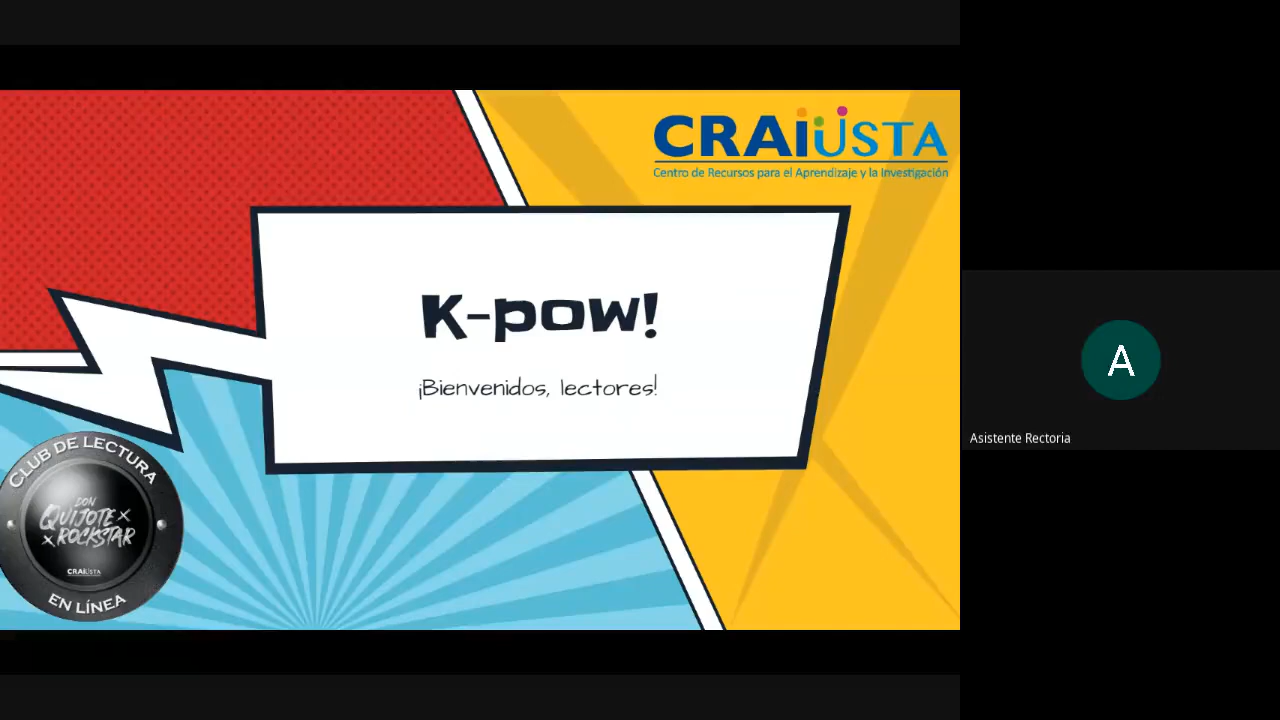 CRAIUSTA
Centro de Recursos para el Aprendizaje y la Investigación
K-pow!
¡Bienvenidos, lectores!
CLUB DE LECTURA
DON
QUIJOTE
ROCKSTAR
CRAIUSTA
EN LÍNEA
A
Asistente Rectoria